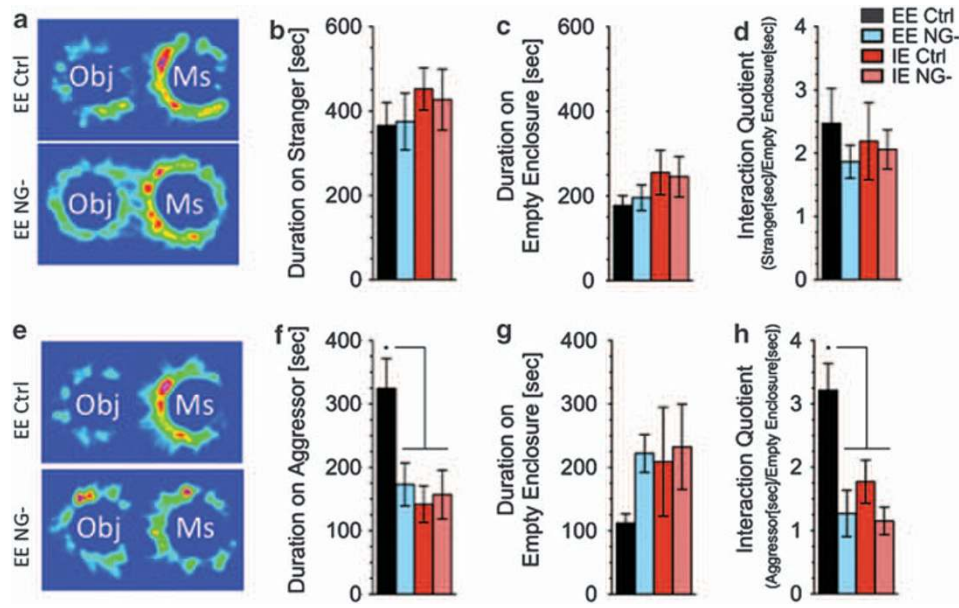 a
EE Ctrl
Obj
Ms
EE NG-
Obj
Ms
b
Duration on Stranger [sec]
600
400
200
0
c
Duration on
Empty Enclosure [sec]
600
400
200
0
d
Interaction Quotient
(Stranger[sec]/Empty Enclosure[sec])
4
3
2
1
0
EE Ctrl
EE NG-
IE Ctrl
IE NG-
e
EE Ctrl
Obj
Ms
EE NG-
Obj
Ms
f
Duration on Aggressor [sec]
400
300
200
100
0
g
Duration on
Empty Enclosure [sec]
400
300
200
100
0
h
Interaction Quotient
(Aggressor[sec]/Empty Enclosure[sec])
4
3
2
1
0